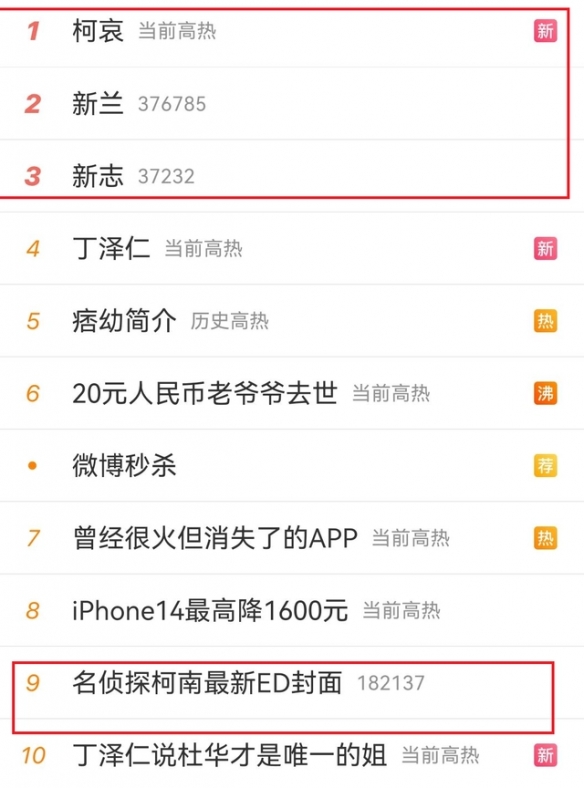 1 柯哀 当前高热 新
2 新兰 376785
3 新志 37232
4 丁泽仁 当前高热 新
5 痞幼简介 历史高热 热
6 20元人民币老爷爷去世 当前高热 沸
微博秒杀 荐
7 曾经很火但消失了的APP 当前高热 热
8 iPhone14最高降1600元 当前高热
9 名侦探柯南最新ED封面 182137
10 丁泽仁说杜华才是唯一的姐 当前高热 新